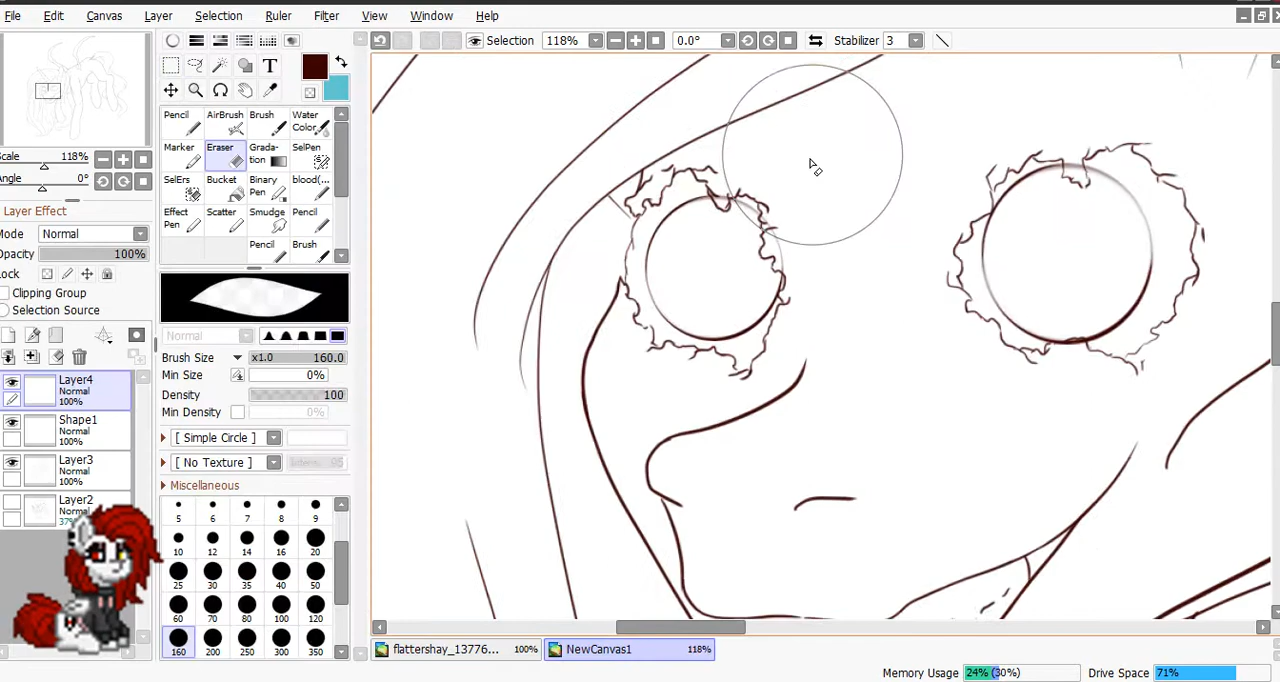 File Edit Canvas Layer Selection Ruler Filter View Window Help
Selection 118% 0.0° Stabilizer 3
Scale 118%
Angle 0°
Layer Effect
Mode Normal
Opacity 100%
Lock
Clipping Group
Selection Source
Layer4
Normal
100%
Shape1
Normal
100%
Layer3
Normal
100%
Layer2
Normal
37%
T
Pencil AirBrush Brush Water Color
Marker Eraser Grada-tion SelPen
SelErs Bucket Binary Pen blood(...
Effect Pen Scatter Smudge Pencil
Pencil Brush
Normal
Brush Size x1.0 160.0
Min Size 0%
Density 100
Min Density 0%
[ Simple Circle ]
[ No Texture ] 95
Miscellaneous
5 6 7 8 9
10 12 14 16 20
25 30 35 40 50
60 70 80 100 120
160 200 250 300 350
flattershay_13776... 100% NewCanvas1 118%
Memory Usage 24% (30%) Drive Space 71%